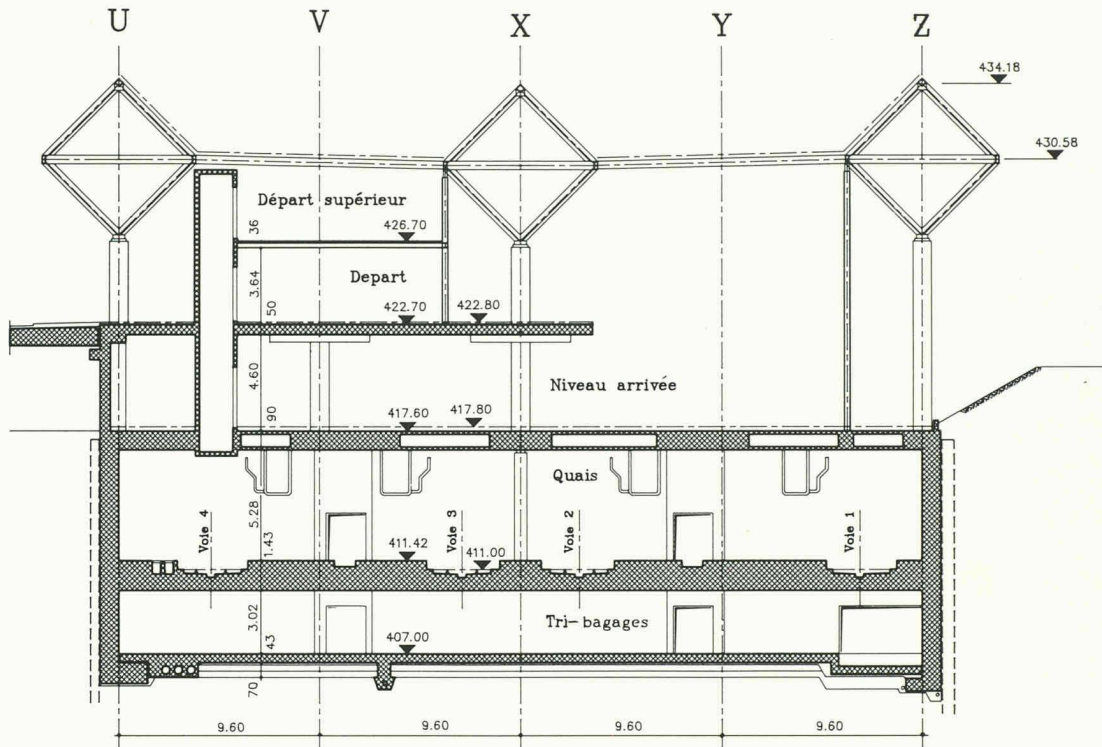 U V X Y Z
434.18
430.58
Départ supérieur
36
426.70
Depart
3.64
50
422.70 422.80
Niveau arrivée
4.60
90
417.60 417.80
Quais
5.28
Voie 4
Voie 3
Voie 2
Voie 1
1.43
411.42
411.00
3.02
Tri-bagages
43
407.00
70
9.60 9.60 9.60 9.60